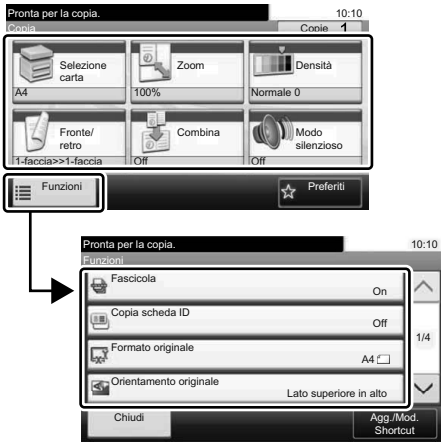 Pronta per la copia.
10:10
Copia
Copie 1
Selezione
carta
A4
Zoom
100%
Densità
Normale 0
Fronte/
retro
1-faccia>>1-faccia
Combina
Off
Modo
silenzioso
Off
Funzioni
Preferiti
Pronta per la copia.
10:10
Funzioni
Fascicola
On
Copia scheda ID
Off
Formato originale
A4
Orientamento originale
Lato superiore in alto
1/4
Chiudi
Agg./Mod.
Shortcut